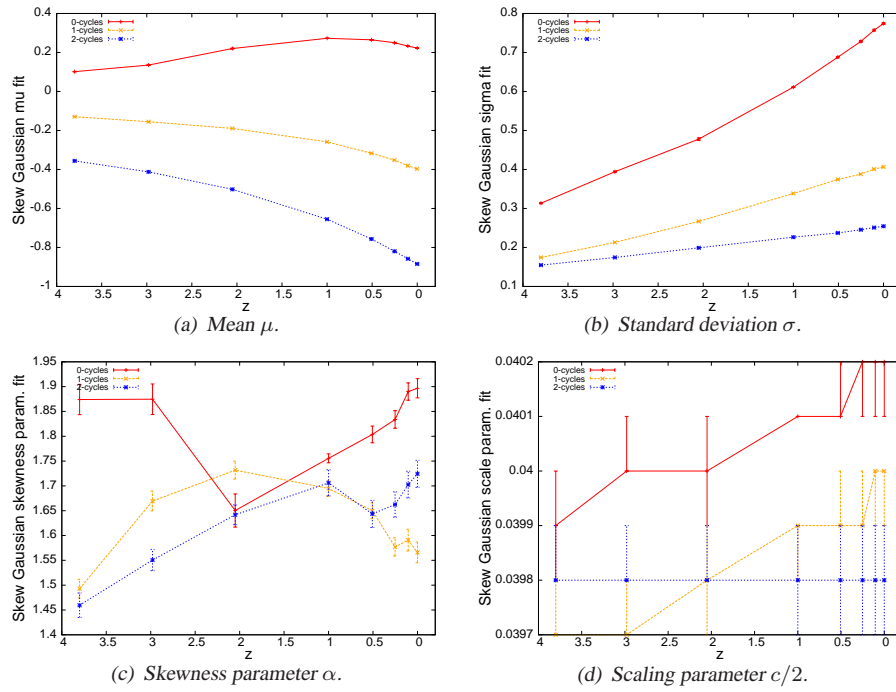 0.4
0.2
0
-0.2
-0.4
-0.6
-0.8
-1
4 3.5 3 2.5 2 1.5 1 0.5 0
Skew Gaussian mu fit
z
0-cycles
1-cycles
2-cycles
(a) Mean μ.
0.8
0.7
0.6
0.5
0.4
0.3
0.2
0.1
4 3.5 3 2.5 2 1.5 1 0.5 0
Skew Gaussian sigma fit
z
0-cycles
1-cycles
2-cycles
(b) Standard deviation σ.
1.95
1.9
1.85
1.8
1.75
1.7
1.65
1.6
1.55
1.5
1.45
1.4
4 3.5 3 2.5 2 1.5 1 0.5 0
Skew Gaussian skewness param. fit
z
0-cycles
1-cycles
2-cycles
(c) Skewness parameter α.
0.0402
0.0401
0.04
0.0399
0.0398
0.0397
4 3.5 3 2.5 2 1.5 1 0.5 0
Skew Gaussian scale param. fit
z
0-cycles
1-cycles
2-cycles
(d) Scaling parameter c/2.